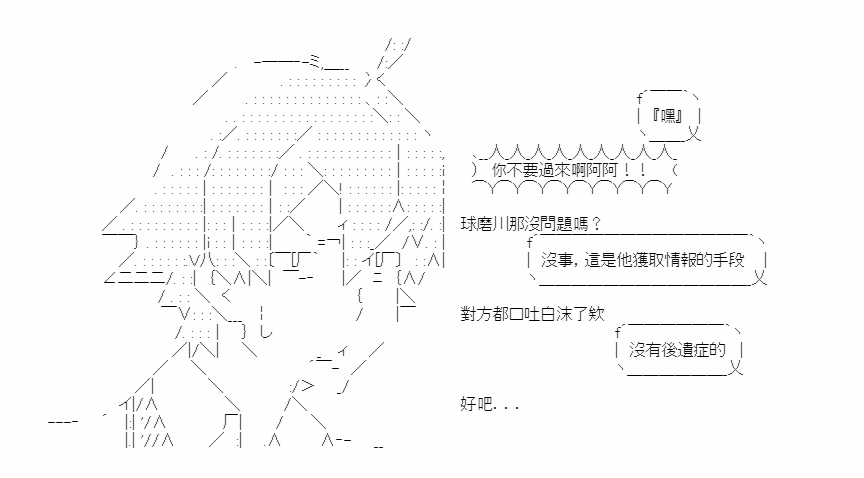 『嘿』
你不要過來啊阿阿！！
球磨川那沒問題嗎？
沒事，這是他獲取情報的手段
對方都口吐白沫了欸
沒有後遺症的
好吧...